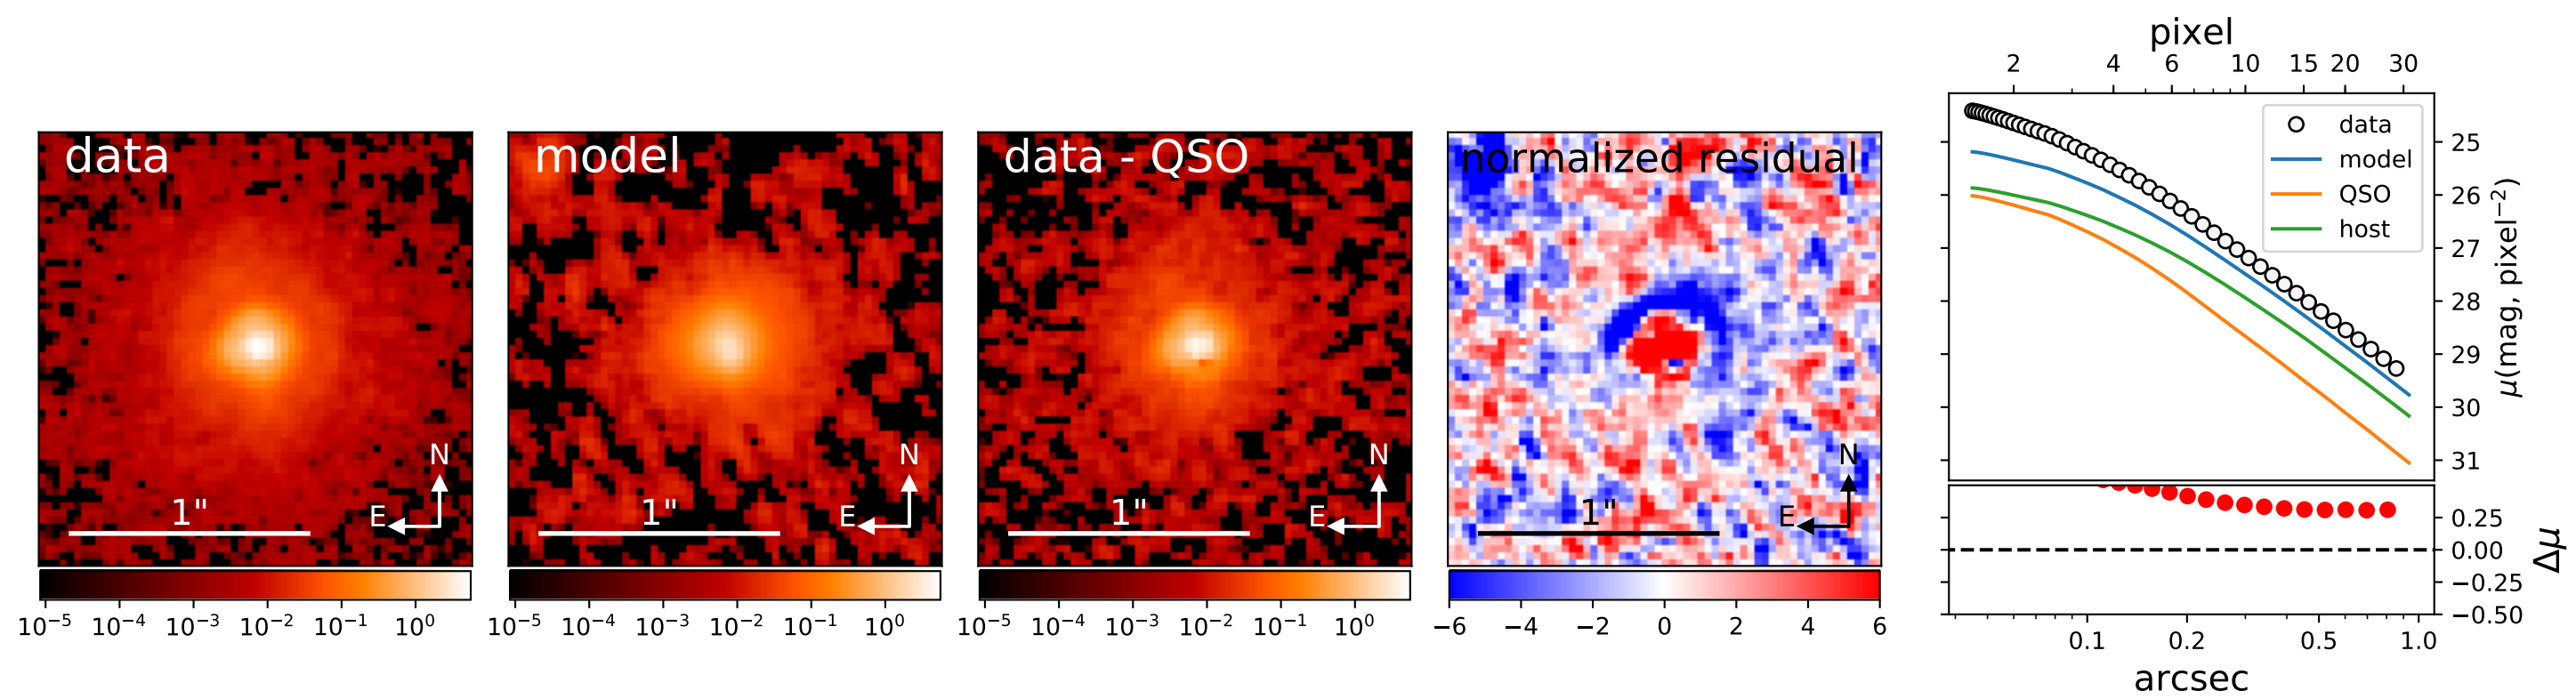 data
N
E
1"
10⁻⁵ 10⁻⁴ 10⁻³ 10⁻² 10⁻¹ 10⁰
model
N
E
1"
10⁻⁵ 10⁻⁴ 10⁻³ 10⁻² 10⁻¹ 10⁰
data - QSO
N
E
1"
10⁻⁵ 10⁻⁴ 10⁻³ 10⁻² 10⁻¹ 10⁰
normalized residual
N
E
1"
−6 −4 −2 0 2 4 6
pixel
2 4 6 10 15 20 30
data
model
QSO
host
25
26
27
28
29
30
31
μ(mag, pixel⁻²)
0.25
0.00
−0.25
−0.50
Δμ
0.1 0.2 0.5 1.0
arcsec